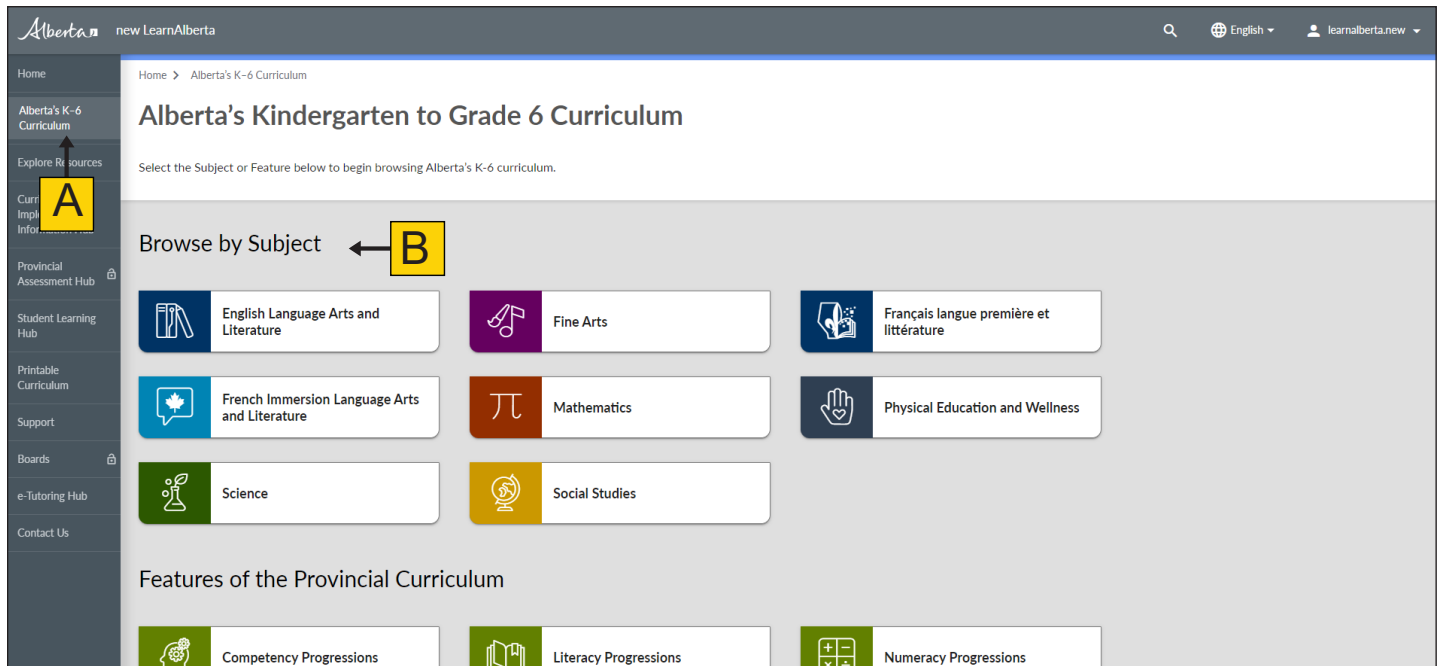 Alberta new LearnAlberta English learnalberta.new
Home
Alberta's K–6
Curriculum
Explore Resources
Provincial
Assessment Hub
Student Learning
Hub
Printable
Curriculum
Support
Boards
e-Tutoring Hub
Contact Us
A
Home > Alberta's K–6 Curriculum
Alberta's Kindergarten to Grade 6 Curriculum
Select the Subject or Feature below to begin browsing Alberta's K-6 curriculum.
Browse by Subject
B
English Language Arts and
Literature
Fine Arts
Français langue première et
littérature
French Immersion Language Arts
and Literature
Mathematics
Physical Education and Wellness
Science
Social Studies
Features of the Provincial Curriculum
Competency Progressions
Literacy Progressions
Numeracy Progressions